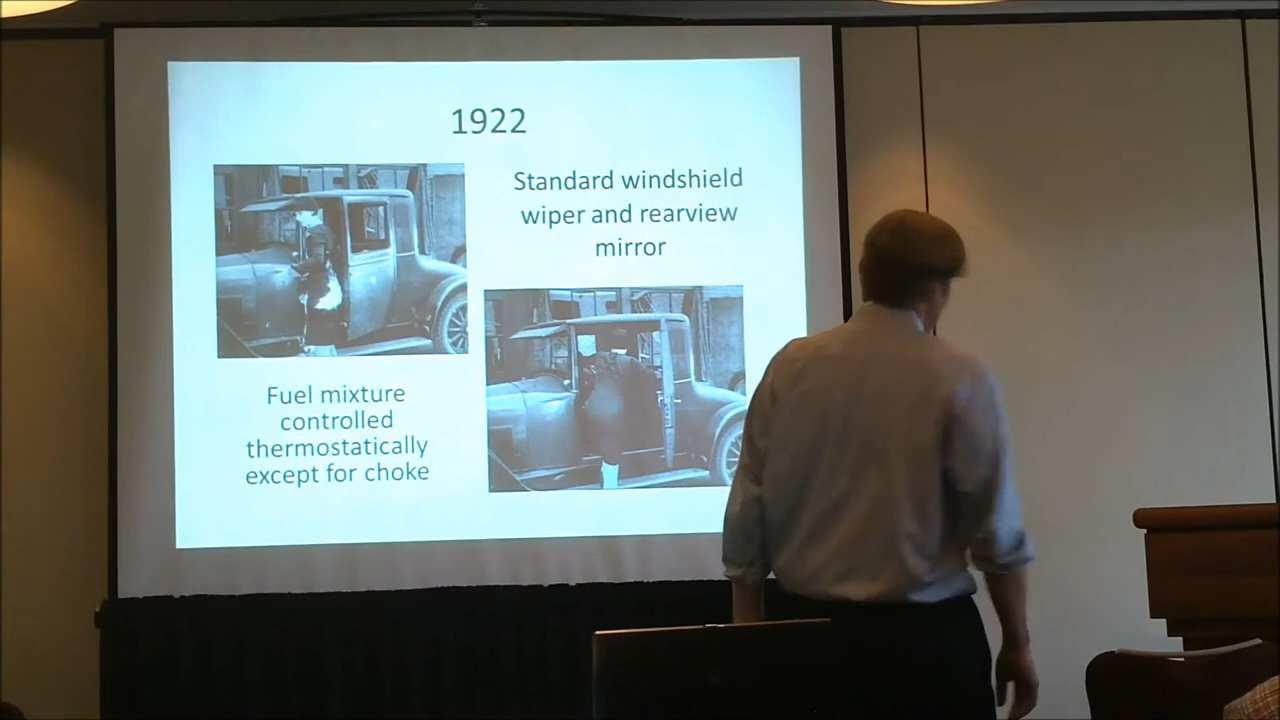 1922
Standard windshield
wiper and rearview
mirror
Fuel mixture
controlled
thermostatically
except for choke